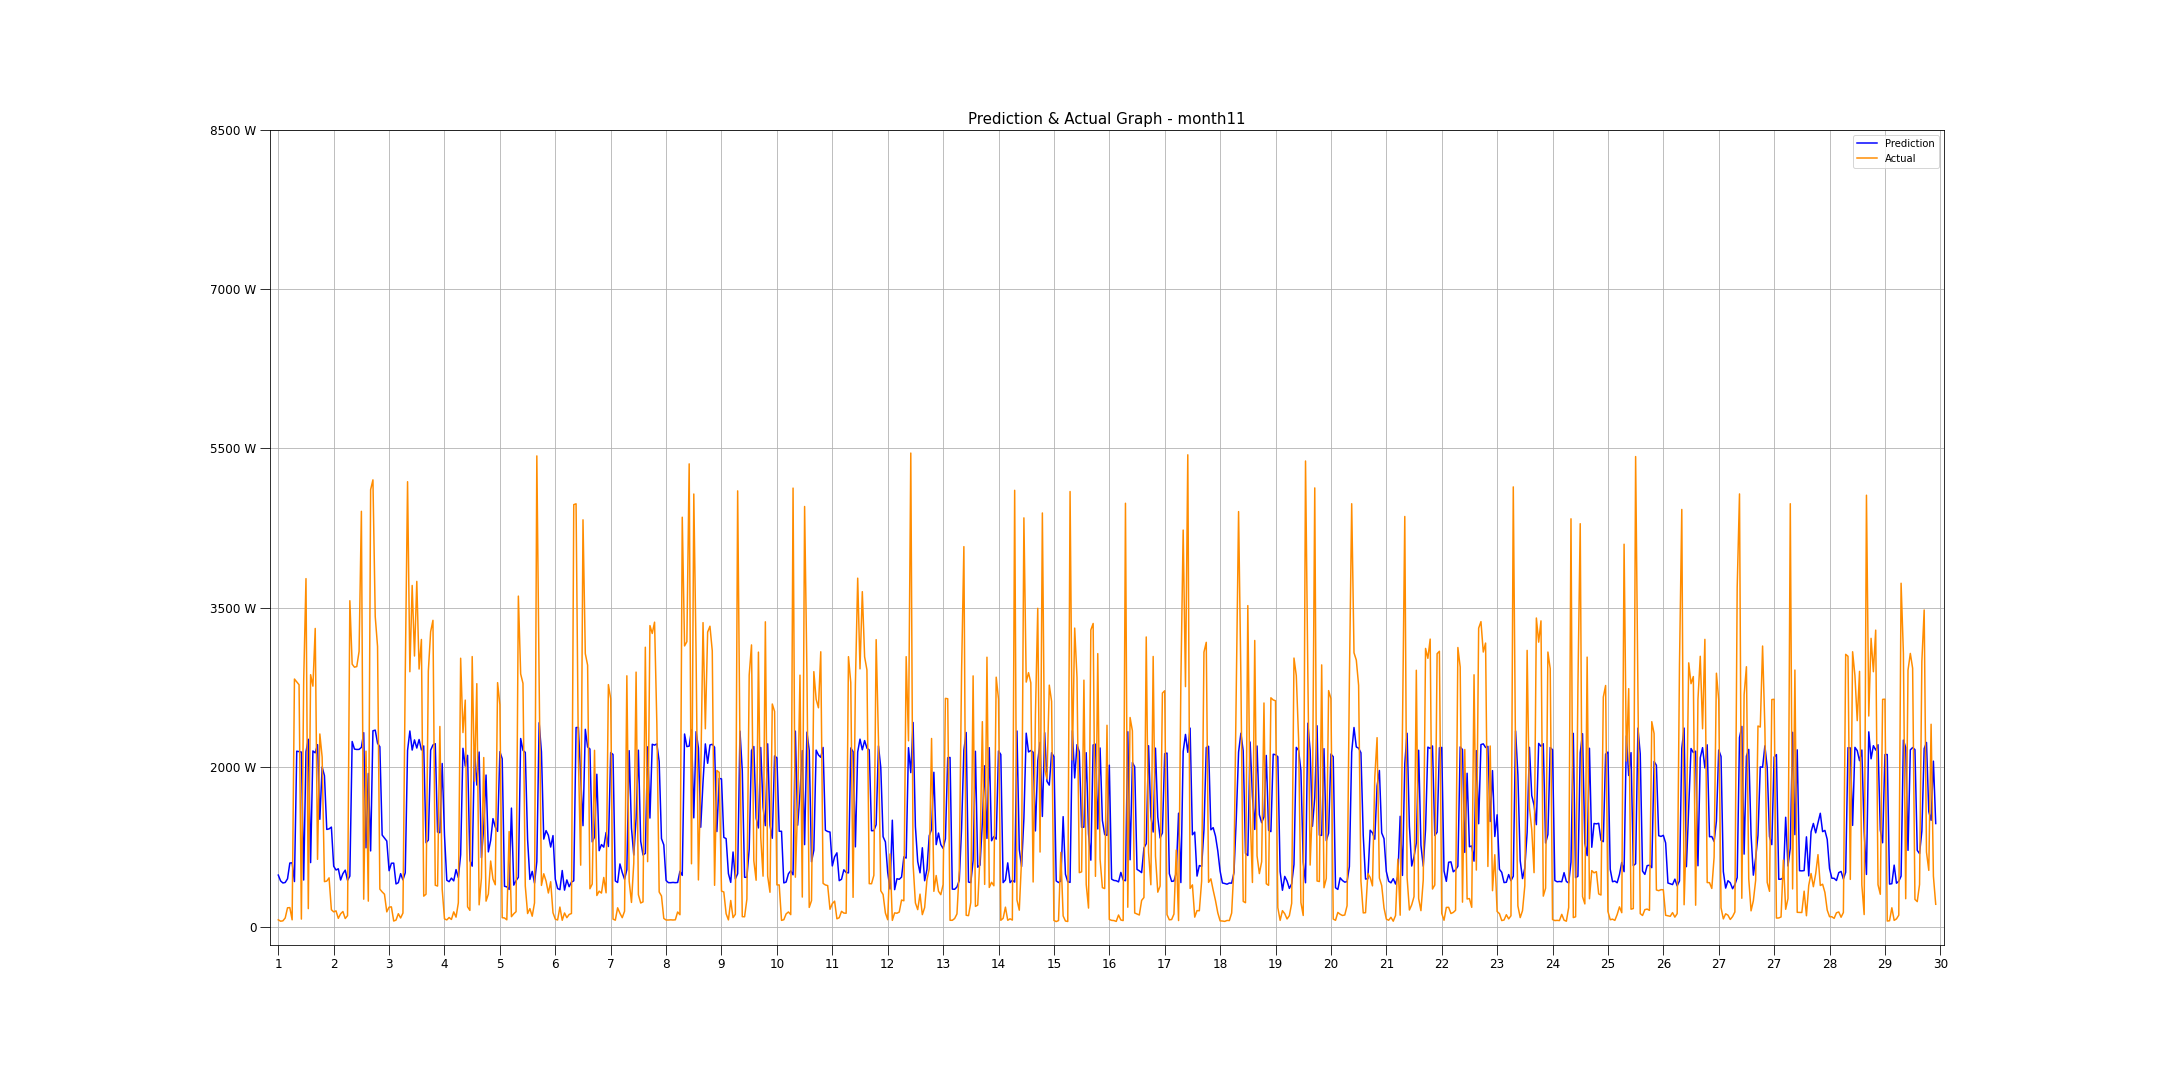 Prediction & Actual Graph - month11
8500 W
7000 W
5500 W
3500 W
2000 W
0
Prediction
Actual
1 2 3 4 5 6 7 8 9 10 11 12 13 14 15 16 17 18 19 20 21 22 23 24 25 26 27 27 28 29 30